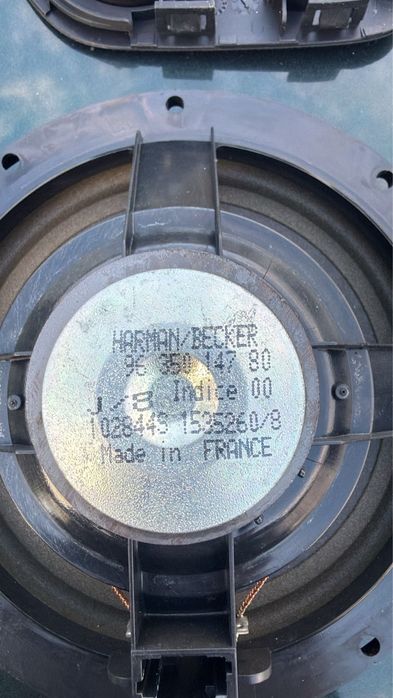 HARMAN/BECKER
96 350 147 80
J/8 Indice 00
1028449 1535260/8
Made in FRANCE